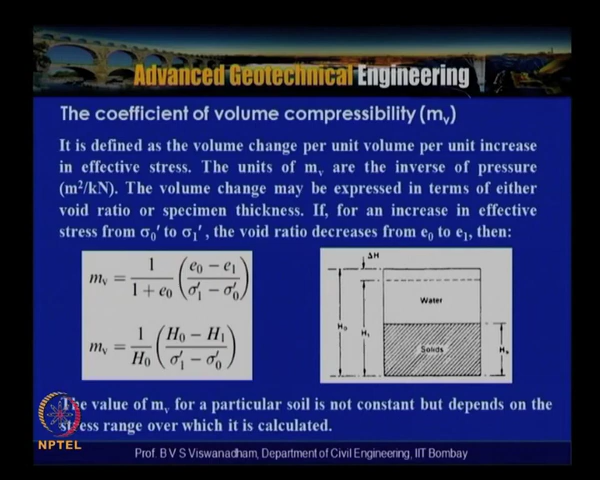 Advanced Geotechnical Engineering
The coefficient of volume compressibility (mᵥ)
It is defined as the volume change per unit volume per unit increase
in effective stress. The units of mᵥ are the inverse of pressure
(m²/kN). The volume change may be expressed in terms of either
void ratio or specimen thickness. If, for an increase in effective
stress from σ₀′ to σ₁′, the void ratio decreases from e₀ to e₁, then:
mᵥ = 1/(1 + e₀) ((e₀ − e₁)/(σ′₁ − σ′₀))
mᵥ = 1/H₀ ((H₀ − H₁)/(σ′₁ − σ′₀))
ΔH
Water
H₀
H₁
Solids
Hₛ
The value of mᵥ for a particular soil is not constant but depends on the
stress range over which it is calculated.
NPTEL
Prof. B V S Viswanadham, Department of Civil Engineering, IIT Bombay